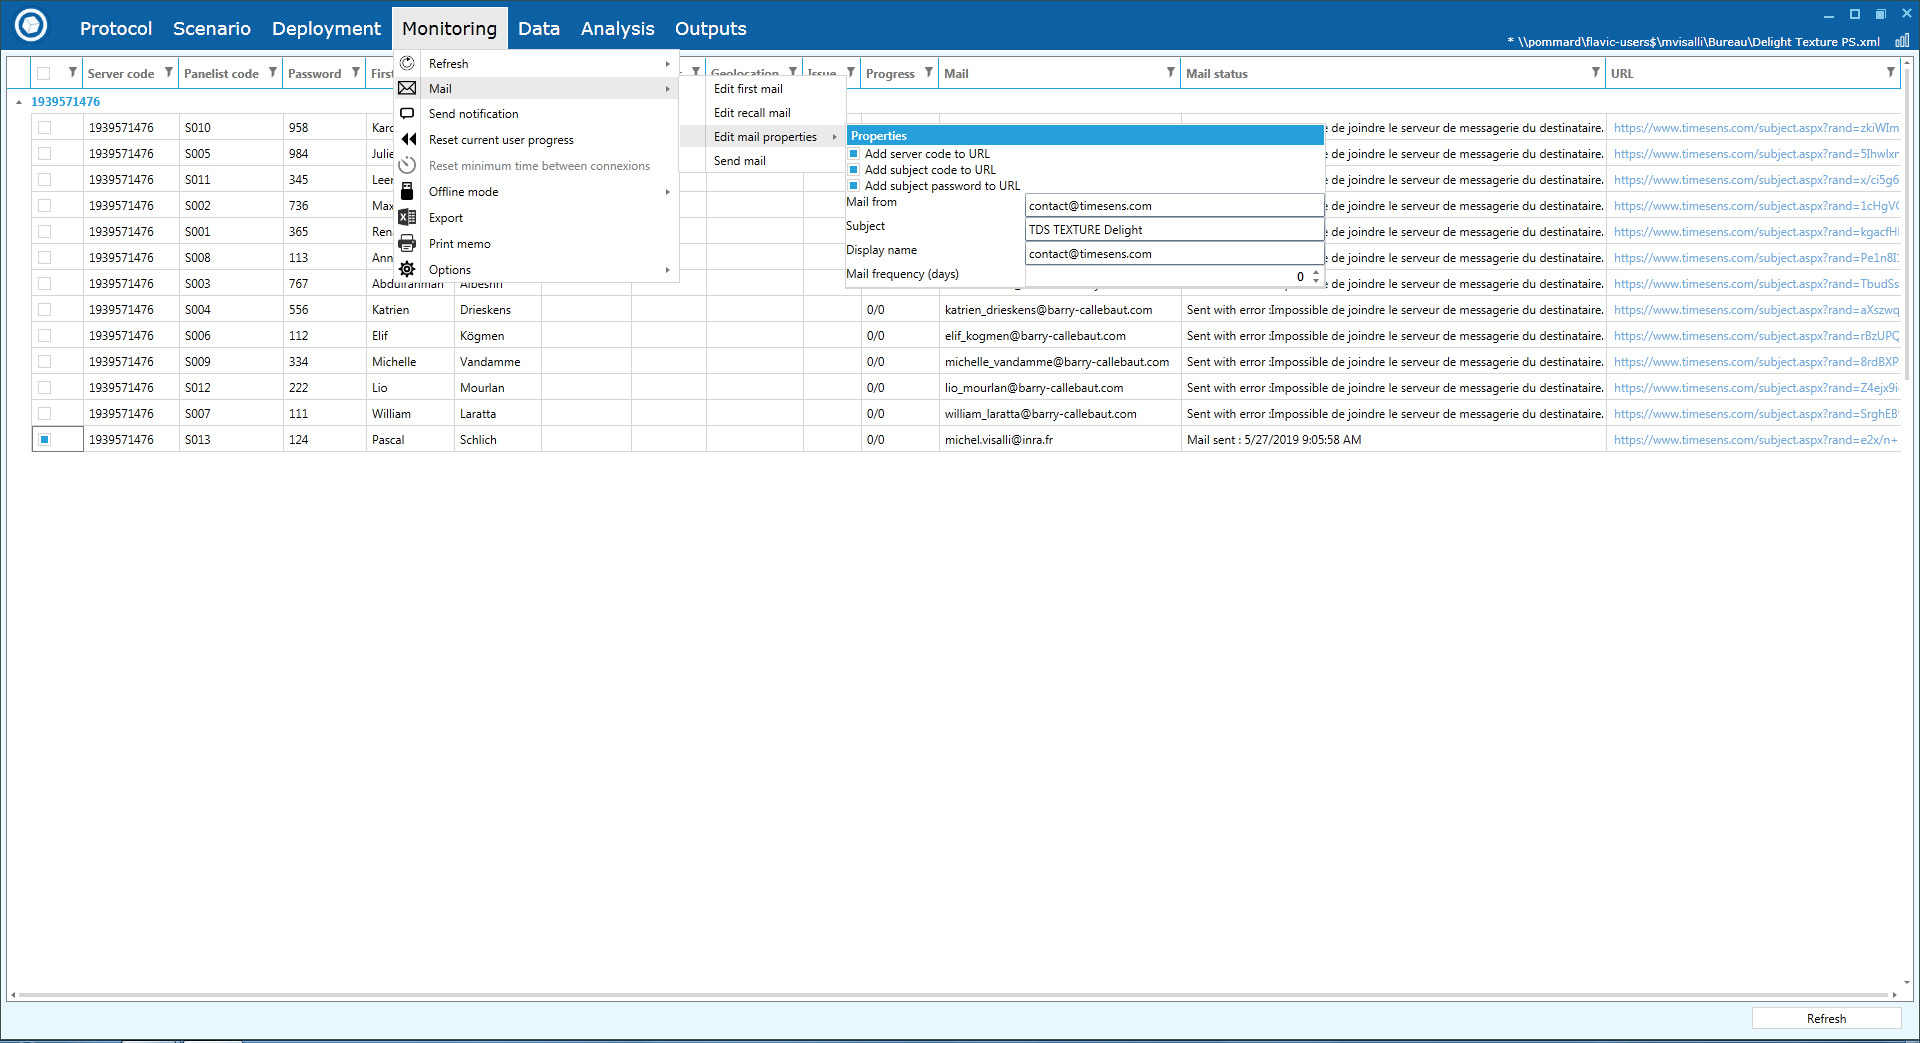 Protocol Scenario Deployment Monitoring Data Analysis Outputs
* \\pommard\flavic-users$\mvisalli\Bureau\Delight Texture PS.xml
Server code Panelist code Password First Geolocation Issue Progress Mail Mail status URL
1939571476
1939571476 S010 958 Karo e de joindre le serveur de messagerie du destinataire. https://www.timesens.com/subject.aspx?rand=zkiWIm
1939571476 S005 984 Julie e de joindre le serveur de messagerie du destinataire. https://www.timesens.com/subject.aspx?rand=5Ihwlxr
1939571476 S011 345 Leer e de joindre le serveur de messagerie du destinataire. https://www.timesens.com/subject.aspx?rand=x/ci5g6
1939571476 S002 736 Max e de joindre le serveur de messagerie du destinataire. https://www.timesens.com/subject.aspx?rand=1cHgVC
1939571476 S001 365 Ren e de joindre le serveur de messagerie du destinataire. https://www.timesens.com/subject.aspx?rand=kgacfHl
1939571476 S008 113 Ann e de joindre le serveur de messagerie du destinataire. https://www.timesens.com/subject.aspx?rand=Pe1n8I
1939571476 S003 767 Abdulrahman Albeshri e de joindre le serveur de messagerie du destinataire. https://www.timesens.com/subject.aspx?rand=TbudSs
1939571476 S004 556 Katrien Drieskens 0/0 katrien_drieskens@barry-callebaut.com Sent with error :Impossible de joindre le serveur de messagerie du destinataire. https://www.timesens.com/subject.aspx?rand=aXszwq
1939571476 S006 112 Elif Kögmen 0/0 elif_kogmen@barry-callebaut.com Sent with error :Impossible de joindre le serveur de messagerie du destinataire. https://www.timesens.com/subject.aspx?rand=rBzUPQ
1939571476 S009 334 Michelle Vandamme 0/0 michelle_vandamme@barry-callebaut.com Sent with error :Impossible de joindre le serveur de messagerie du destinataire. https://www.timesens.com/subject.aspx?rand=8rdBXP
1939571476 S012 222 Lio Mourlan 0/0 lio_mourlan@barry-callebaut.com Sent with error :Impossible de joindre le serveur de messagerie du destinataire. https://www.timesens.com/subject.aspx?rand=Z4ejx9i
1939571476 S007 111 William Laratta 0/0 william_laratta@barry-callebaut.com Sent with error :Impossible de joindre le serveur de messagerie du destinataire. https://www.timesens.com/subject.aspx?rand=SrghEB
1939571476 S013 124 Pascal Schlich 0/0 michel.visalli@inra.fr Mail sent : 5/27/2019 9:05:58 AM https://www.timesens.com/subject.aspx?rand=e2x/n+
Refresh
Mail
Send notification
Reset current user progress
Reset minimum time between connexions
Offline mode
Export
Print memo
Options
Edit first mail
Edit recall mail
Edit mail properties
Send mail
Properties
Add server code to URL
Add subject code to URL
Add subject password to URL
Mail from contact@timesens.com
Subject TDS TEXTURE Delight
Display name contact@timesens.com
Mail frequency (days) 0
Refresh